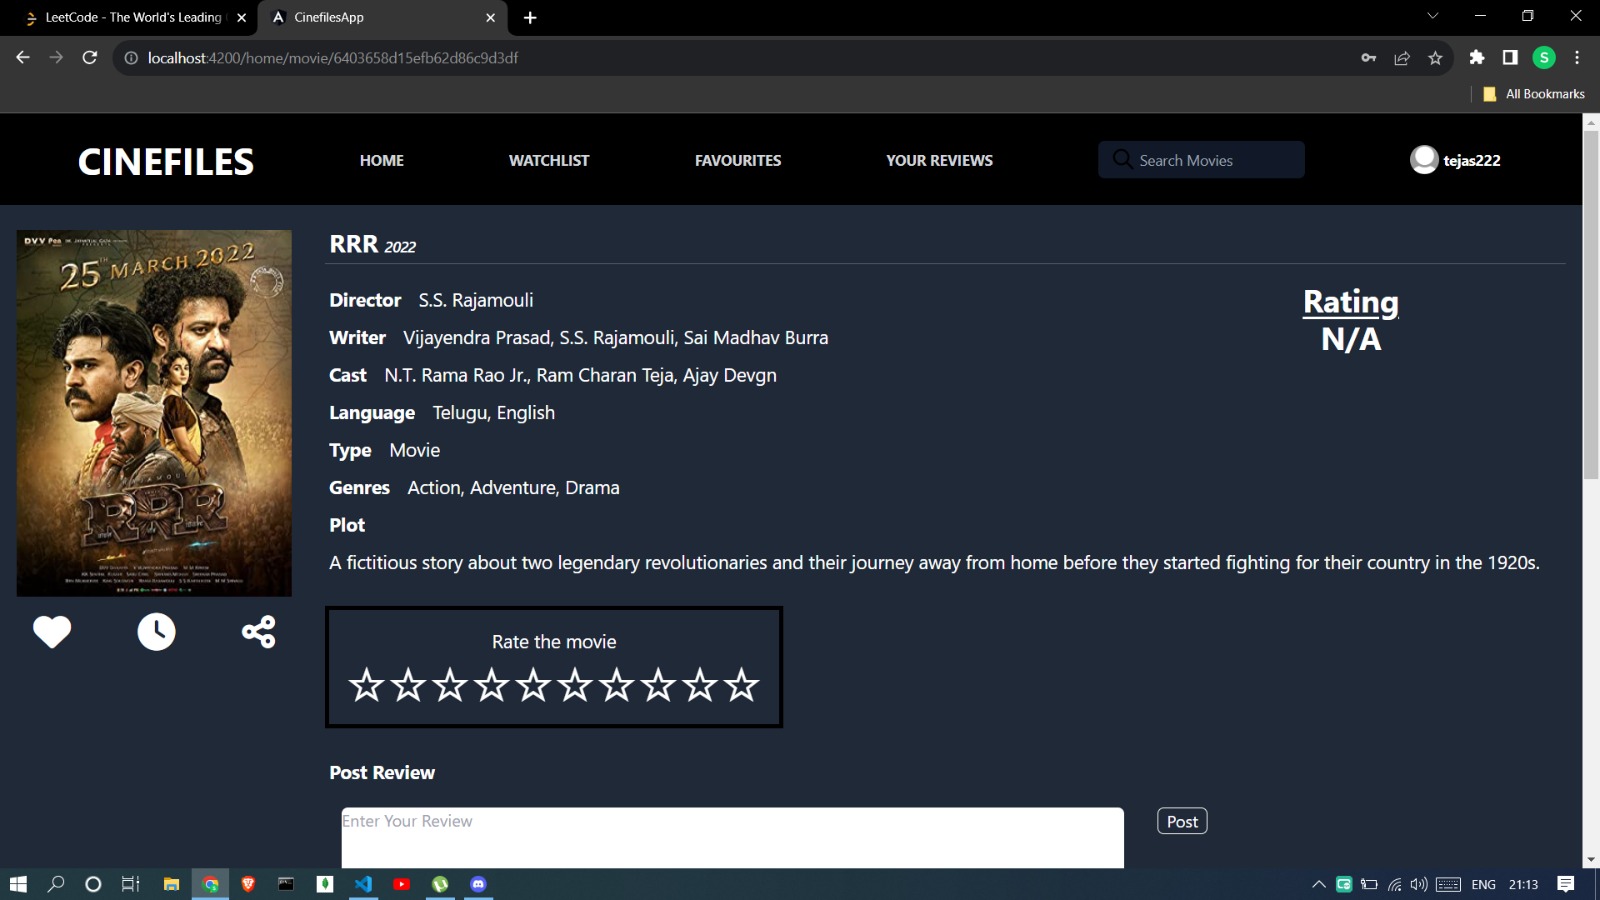 LeetCode - The World's Leading
CinefilesApp
localhost:4200/home/movie/6403658d15efb62d86c9d3df
S
All Bookmarks
CINEFILES
HOME
WATCHLIST
FAVOURITES
YOUR REVIEWS
Search Movies
tejas222
25TH MARCH 2022
RRR
RRR 2022
Director S.S. Rajamouli
Writer Vijayendra Prasad, S.S. Rajamouli, Sai Madhav Burra
Cast N.T. Rama Rao Jr., Ram Charan Teja, Ajay Devgn
Language Telugu, English
Type Movie
Genres Action, Adventure, Drama
Plot
A fictitious story about two legendary revolutionaries and their journey away from home before they started fighting for their country in the 1920s.
Rating
N/A
Rate the movie
Post Review
Enter Your Review
Post
ENG
21:13